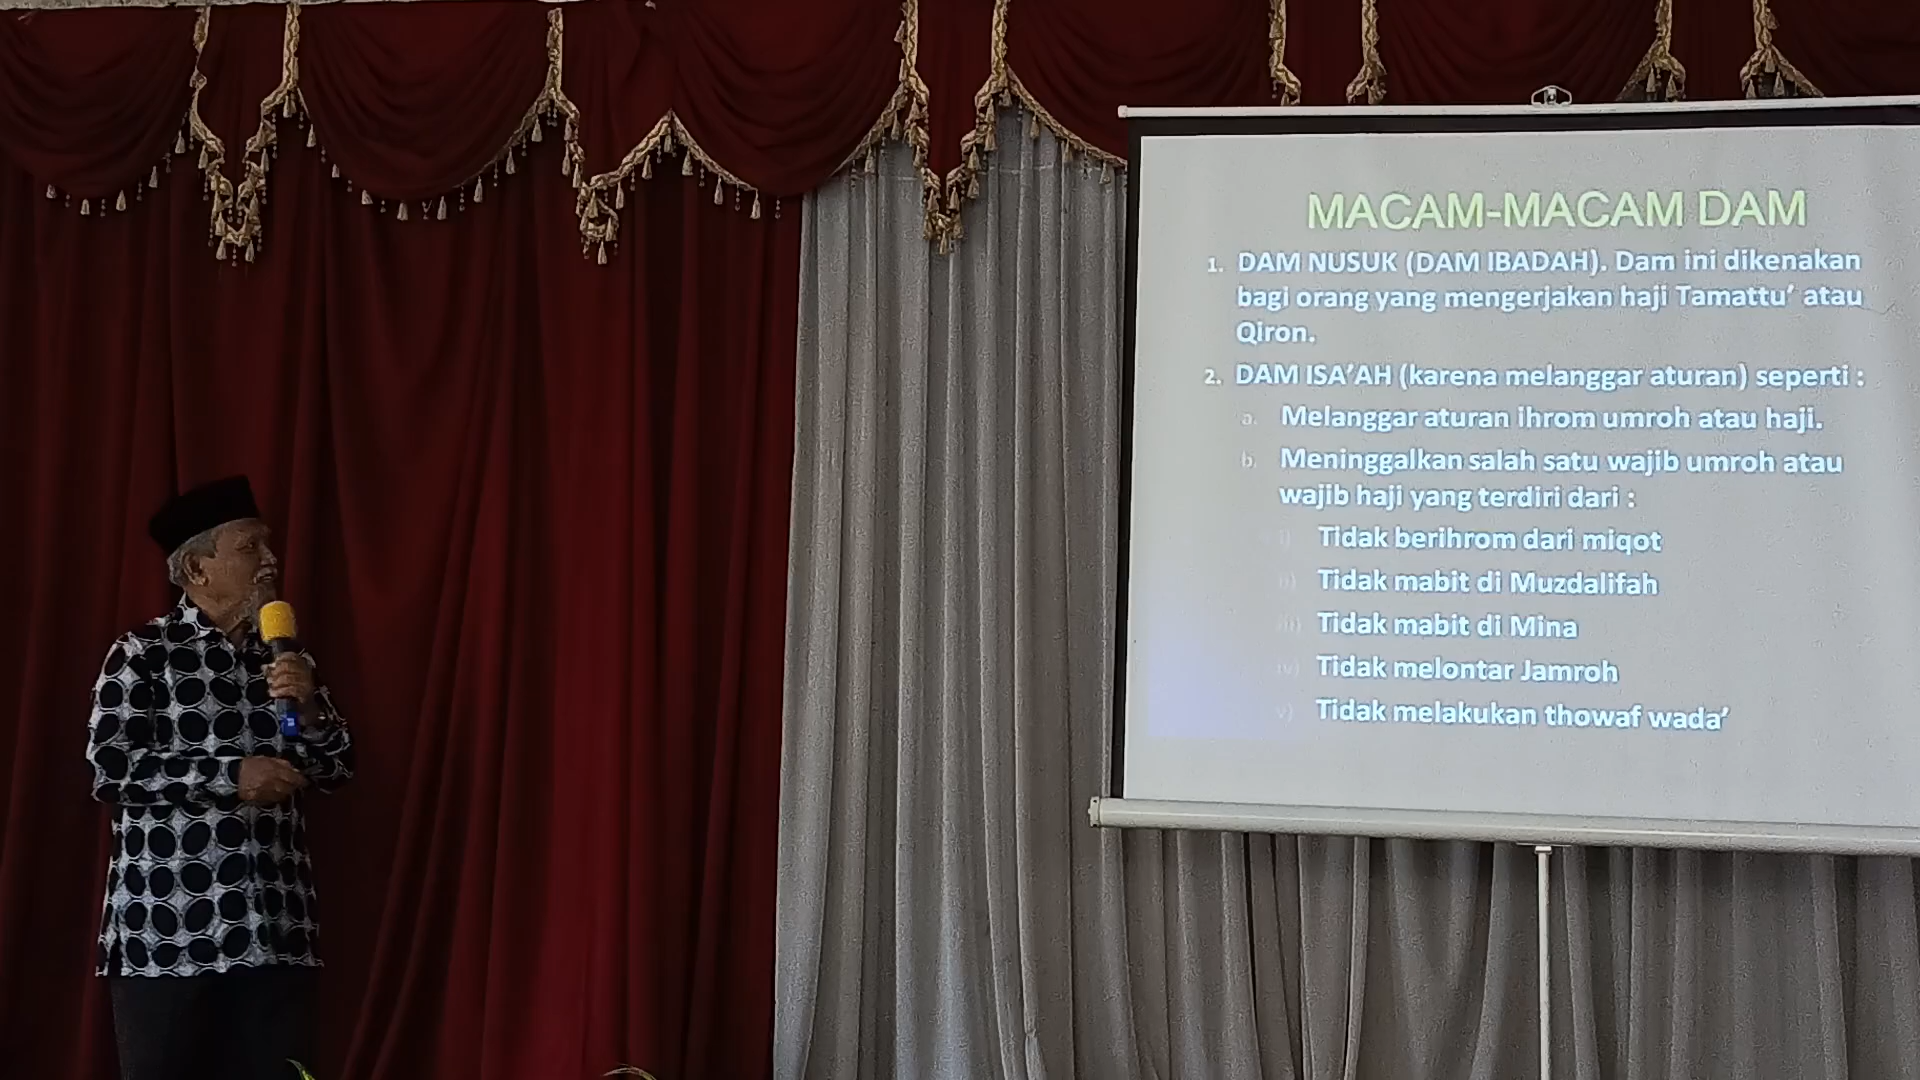 MACAM-MACAM DAM
1. DAM NUSUK (DAM IBADAH). Dam ini dikenakan
bagi orang yang mengerjakan haji Tamattu' atau
Qiron.
2. DAM ISA'AH (karena melanggar aturan) seperti :
a. Melanggar aturan ihrom umroh atau haji.
b. Meninggalkan salah satu wajib umroh atau
wajib haji yang terdiri dari :
i) Tidak berihrom dari miqot
ii) Tidak mabit di Muzdalifah
iii) Tidak mabit di Mina
iv) Tidak melontar Jamroh
v) Tidak melakukan thowaf wada'